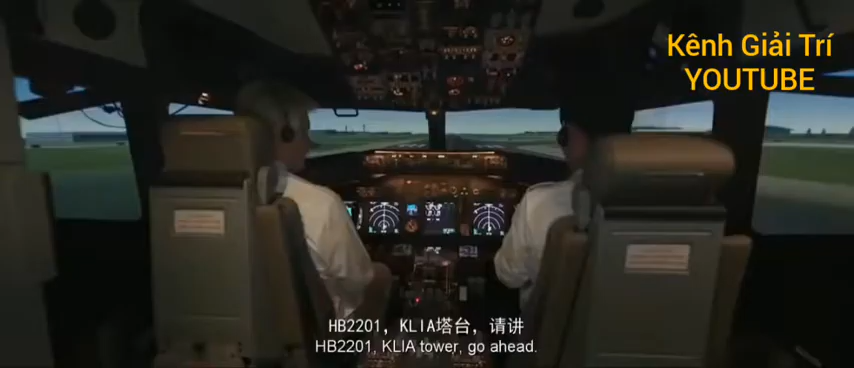 Kênh Giải Trí
YOUTUBE
HB2201，KLIA塔台，请讲
HB2201, KLIA tower, go ahead.